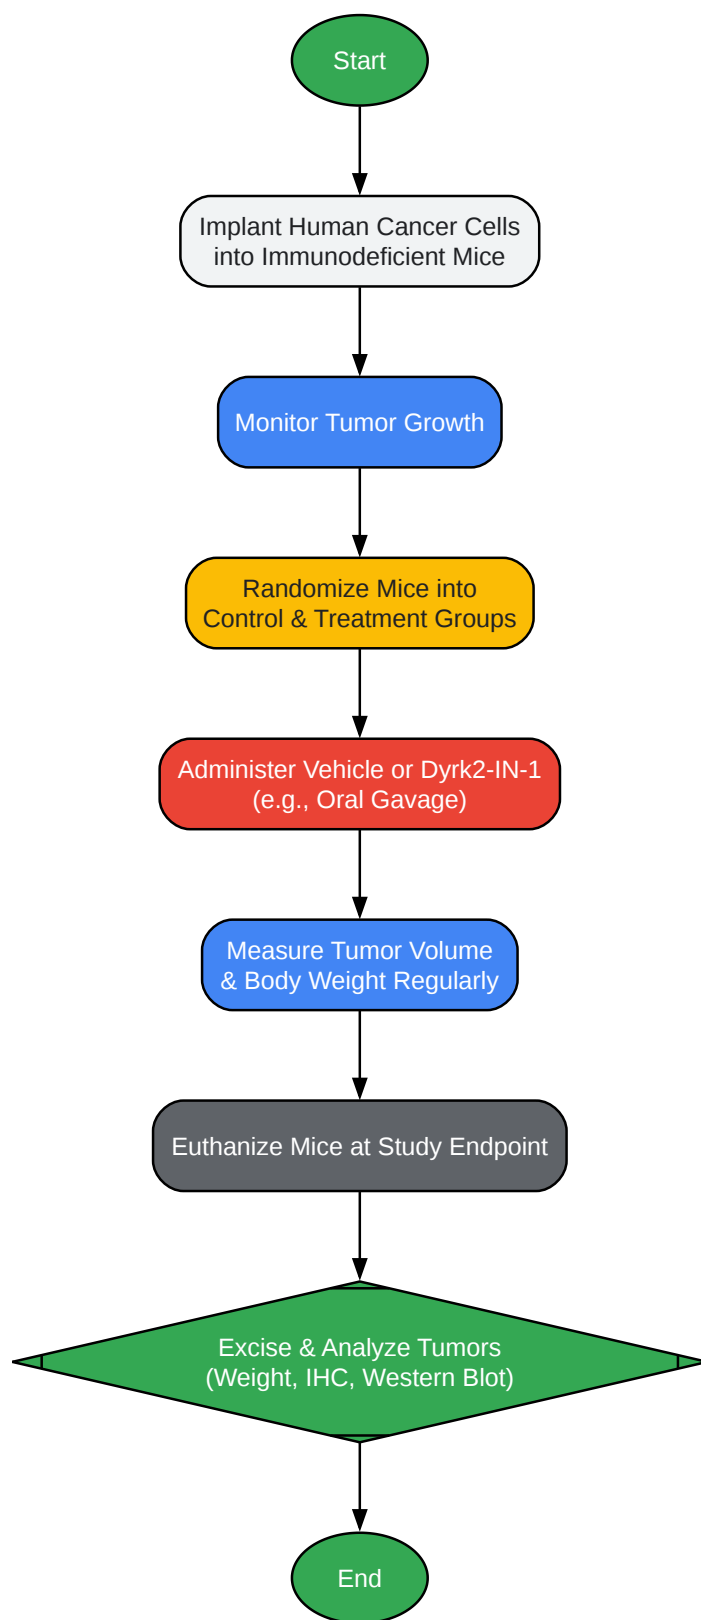 Start
Implant Human Cancer Cells
into Immunodeficient Mice
Monitor Tumor Growth
Randomize Mice into
Control & Treatment Groups
Administer Vehicle or Dyrk2-IN-1
(e.g., Oral Gavage)
Measure Tumor Volume
& Body Weight Regularly
Euthanize Mice at Study Endpoint
Excise & Analyze Tumors
(Weight, IHC, Western Blot)
End